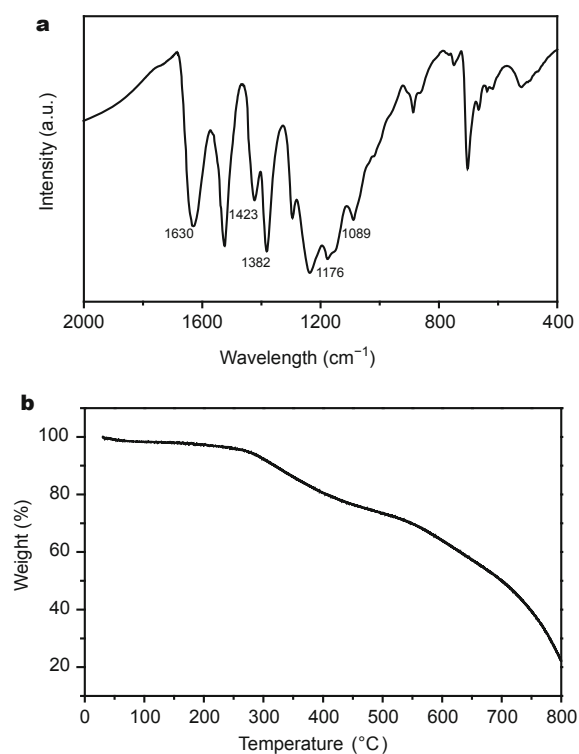 a
Intensity (a.u.)
1630
1423
1382
1176
1089
2000 1600 1200 800 400
Wavelength (cm⁻¹)
b
100
80
60
40
20
Weight (%)
0 100 200 300 400 500 600 700 800
Temperature (°C)